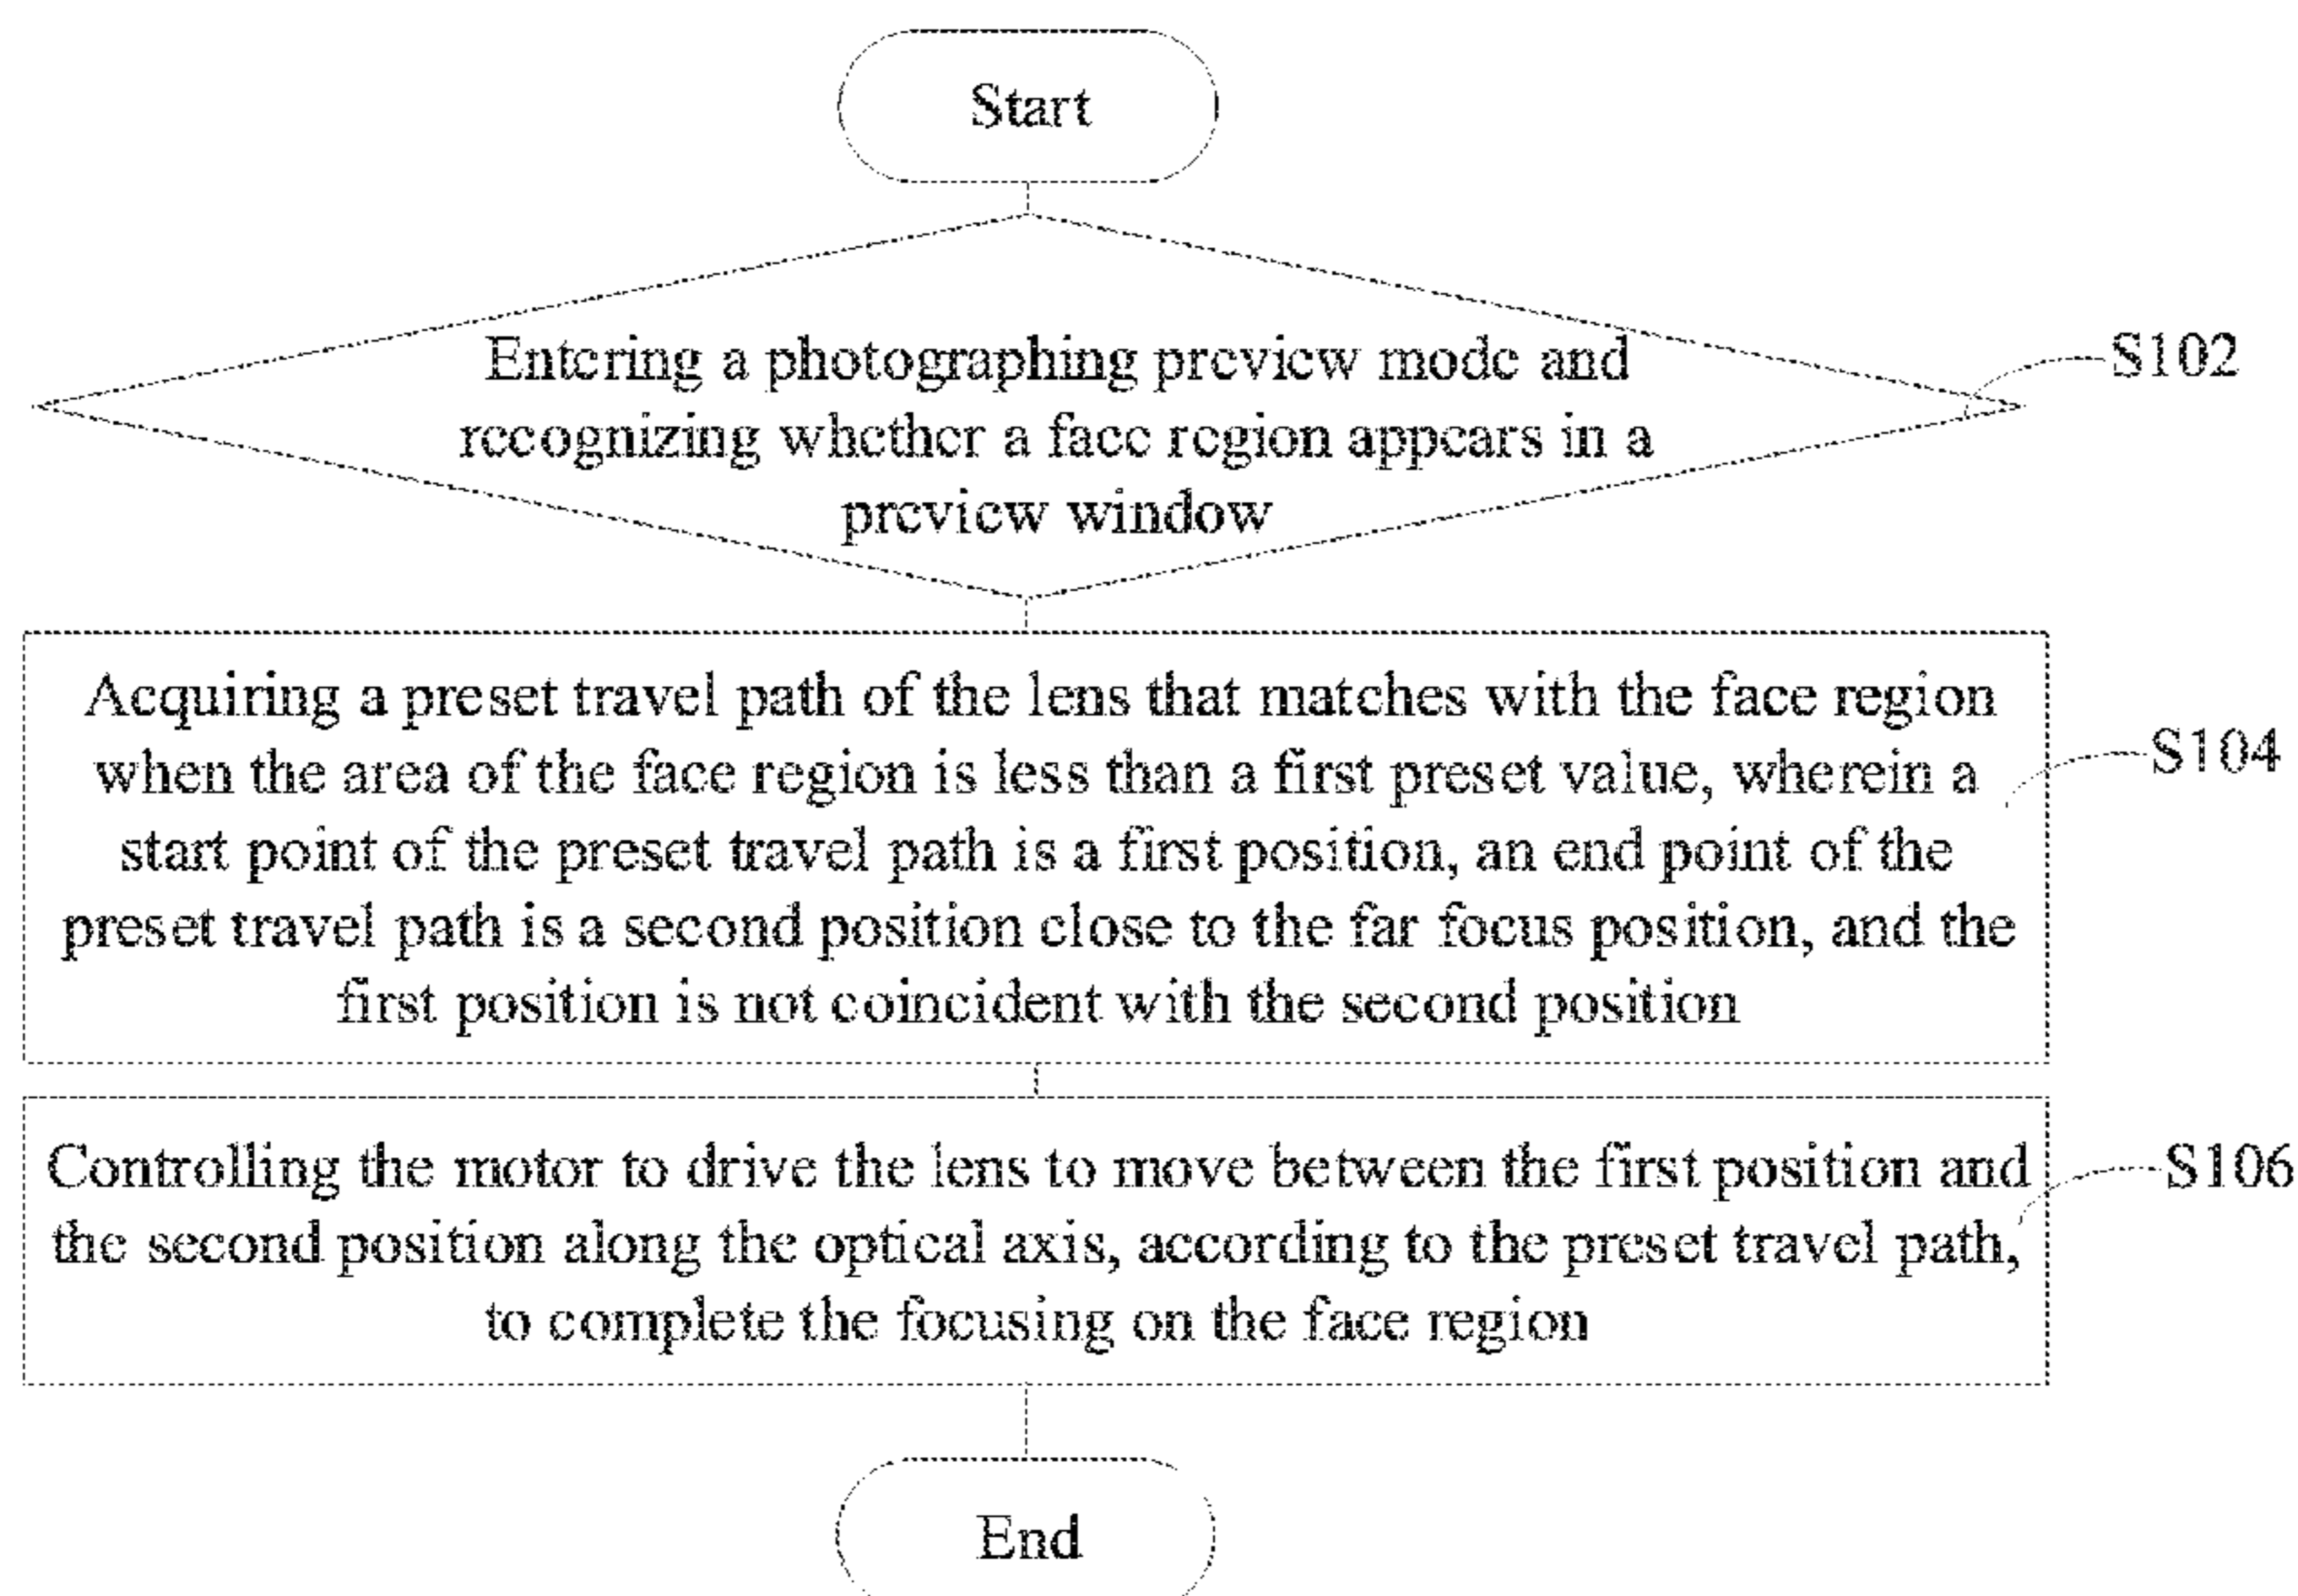 Start
Entering a photographing preview mode and
recognizing whether a face region appears in a
preview window
S102
Acquiring a preset travel path of the lens that matches with the face region
when the area of the face region is less than a first preset value, wherein a
start point of the preset travel path is a first position, an end point of the
preset travel path is a second position close to the far focus position, and the
first position is not coincident with the second position
S104
Controlling the motor to drive the lens to move between the first position and
the second position along the optical axis, according to the preset travel path,
to complete the focusing on the face region
S106
End